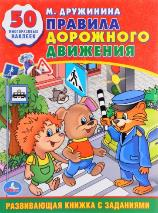 М. ДРУЖИНИНА
50
МНОГОРАЗОВЫХ
НАКЛЕЕК
ПРАВИЛА
ДОРОЖНОГО
ДВИЖЕНИЯ
РАЗВИВАЮЩАЯ КНИЖКА С ЗАДАНИЯМИ